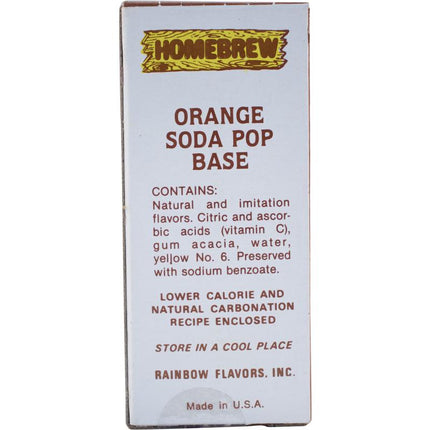 HOMEBREW
ORANGE
SODA POP
BASE
CONTAINS:
Natural and imitation
flavors. Citric and ascor-
bic acids (vitamin C),
gum acacia, water,
yellow No. 6. Preserved
with sodium benzoate.
LOWER CALORIE AND
NATURAL CARBONATION
RECIPE ENCLOSED
STORE IN A COOL PLACE
RAINBOW FLAVORS, INC.
Made in U.S.A.